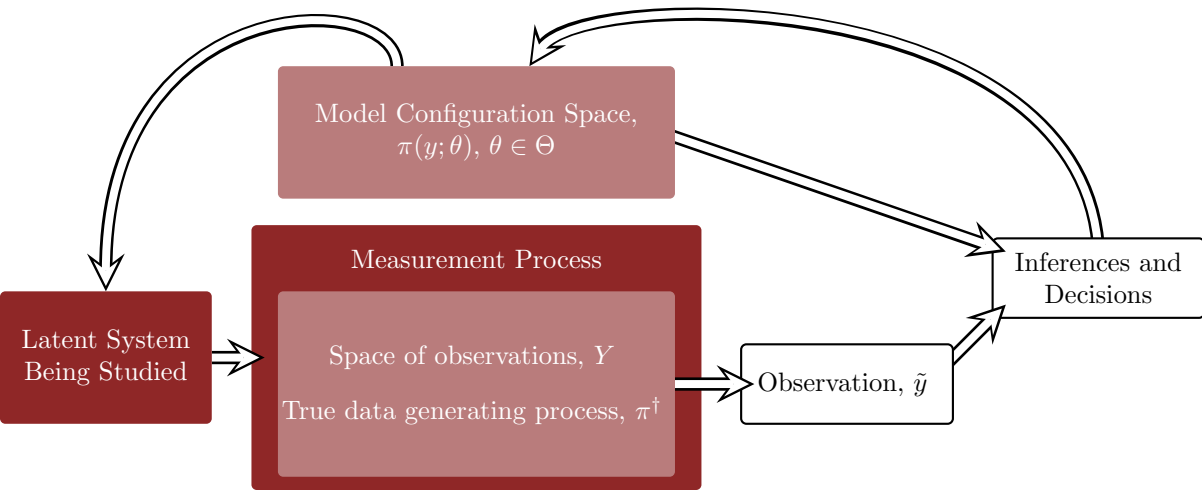 Model Configuration Space,
π(y; θ), θ ∈ Θ
Measurement Process
Inferences and
Decisions
Latent System
Being Studied
Space of observations, Y
True data generating process, π†
Observation, ỹ